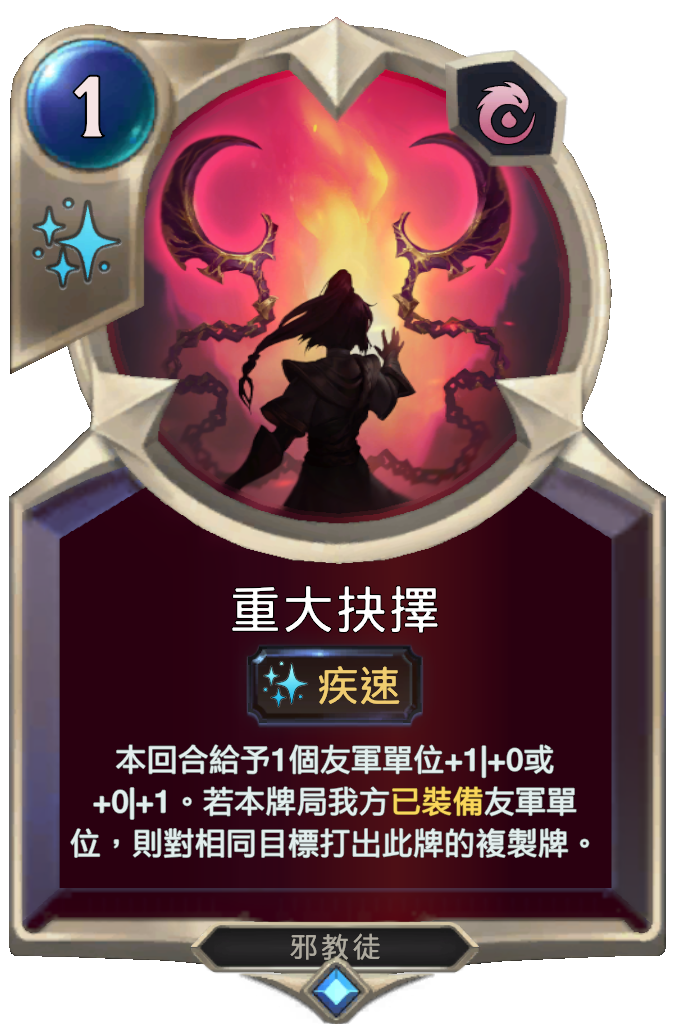 1
重大抉擇
疾速
本回合給予1個友軍單位+1|+0或
+0|+1。若本牌局我方已裝備友軍單
位，則對相同目標打出此牌的複製牌。
邪教徒